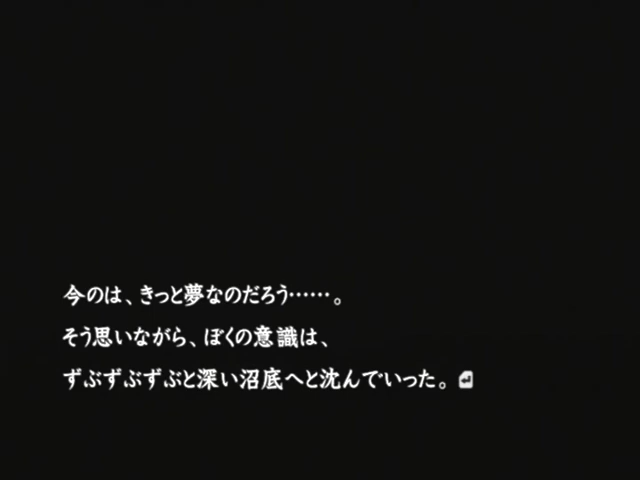 今のは、きっと夢なのだろう……。
そう思いながら、ぼくの意識は、
ずぶずぶずぶと深い沼底へと沈んでいった。